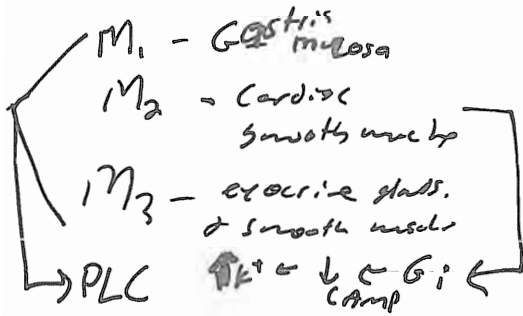 M1 - Gastric
mucosa
M2 - Cardiac
smooth muscle
M3 - exocrine glands.
& smooth muscle
→ PLC ⬆K+ ← ↓ ← Gi ←
CAMP